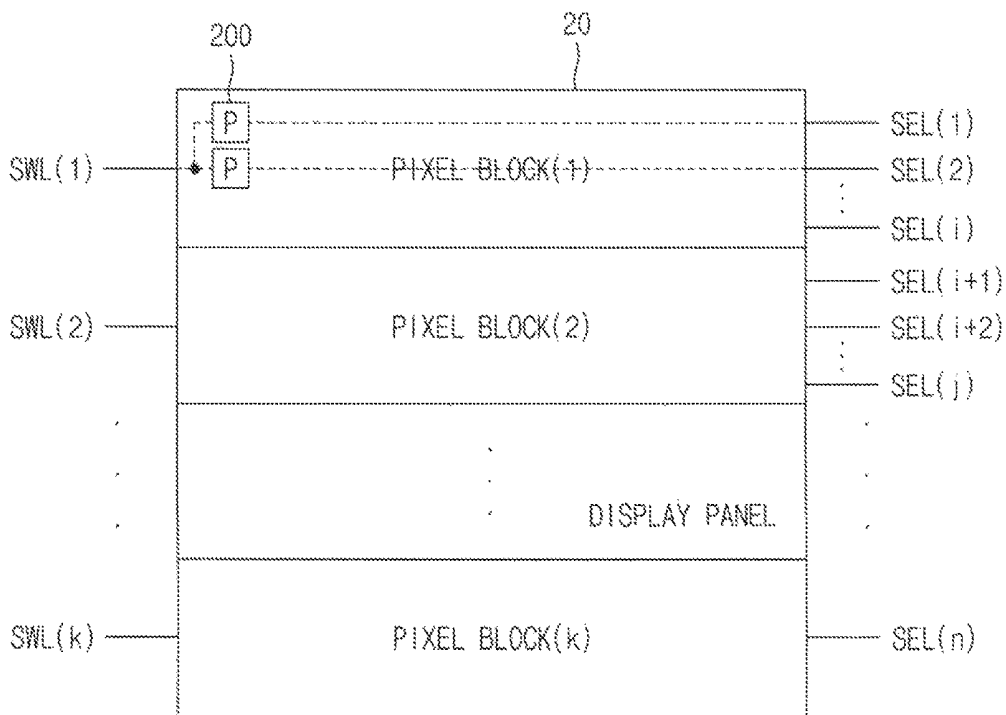 200
20
P
SEL(1)
SWL(1)
P
PIXEL BLOCK(1)
SEL(2)
SEL(i)
SEL(i+1)
SWL(2)
PIXEL BLOCK(2)
SEL(i+2)
SEL(j)
DISPLAY PANEL
SWL(k)
PIXEL BLOCK(k)
SEL(n)